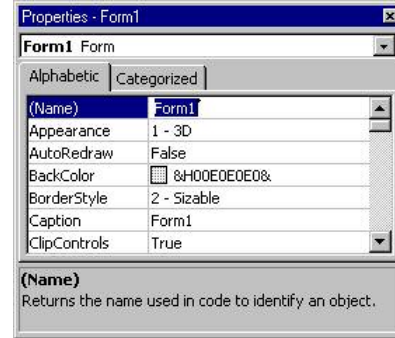 Properties - Form1
Form1 Form
Alphabetic Categorized
(Name) Form1
Appearance 1 - 3D
AutoRedraw False
BackColor &H00E0E0E0&
BorderStyle 2 - Sizable
Caption Form1
ClipControls True
(Name)
Returns the name used in code to identify an object.